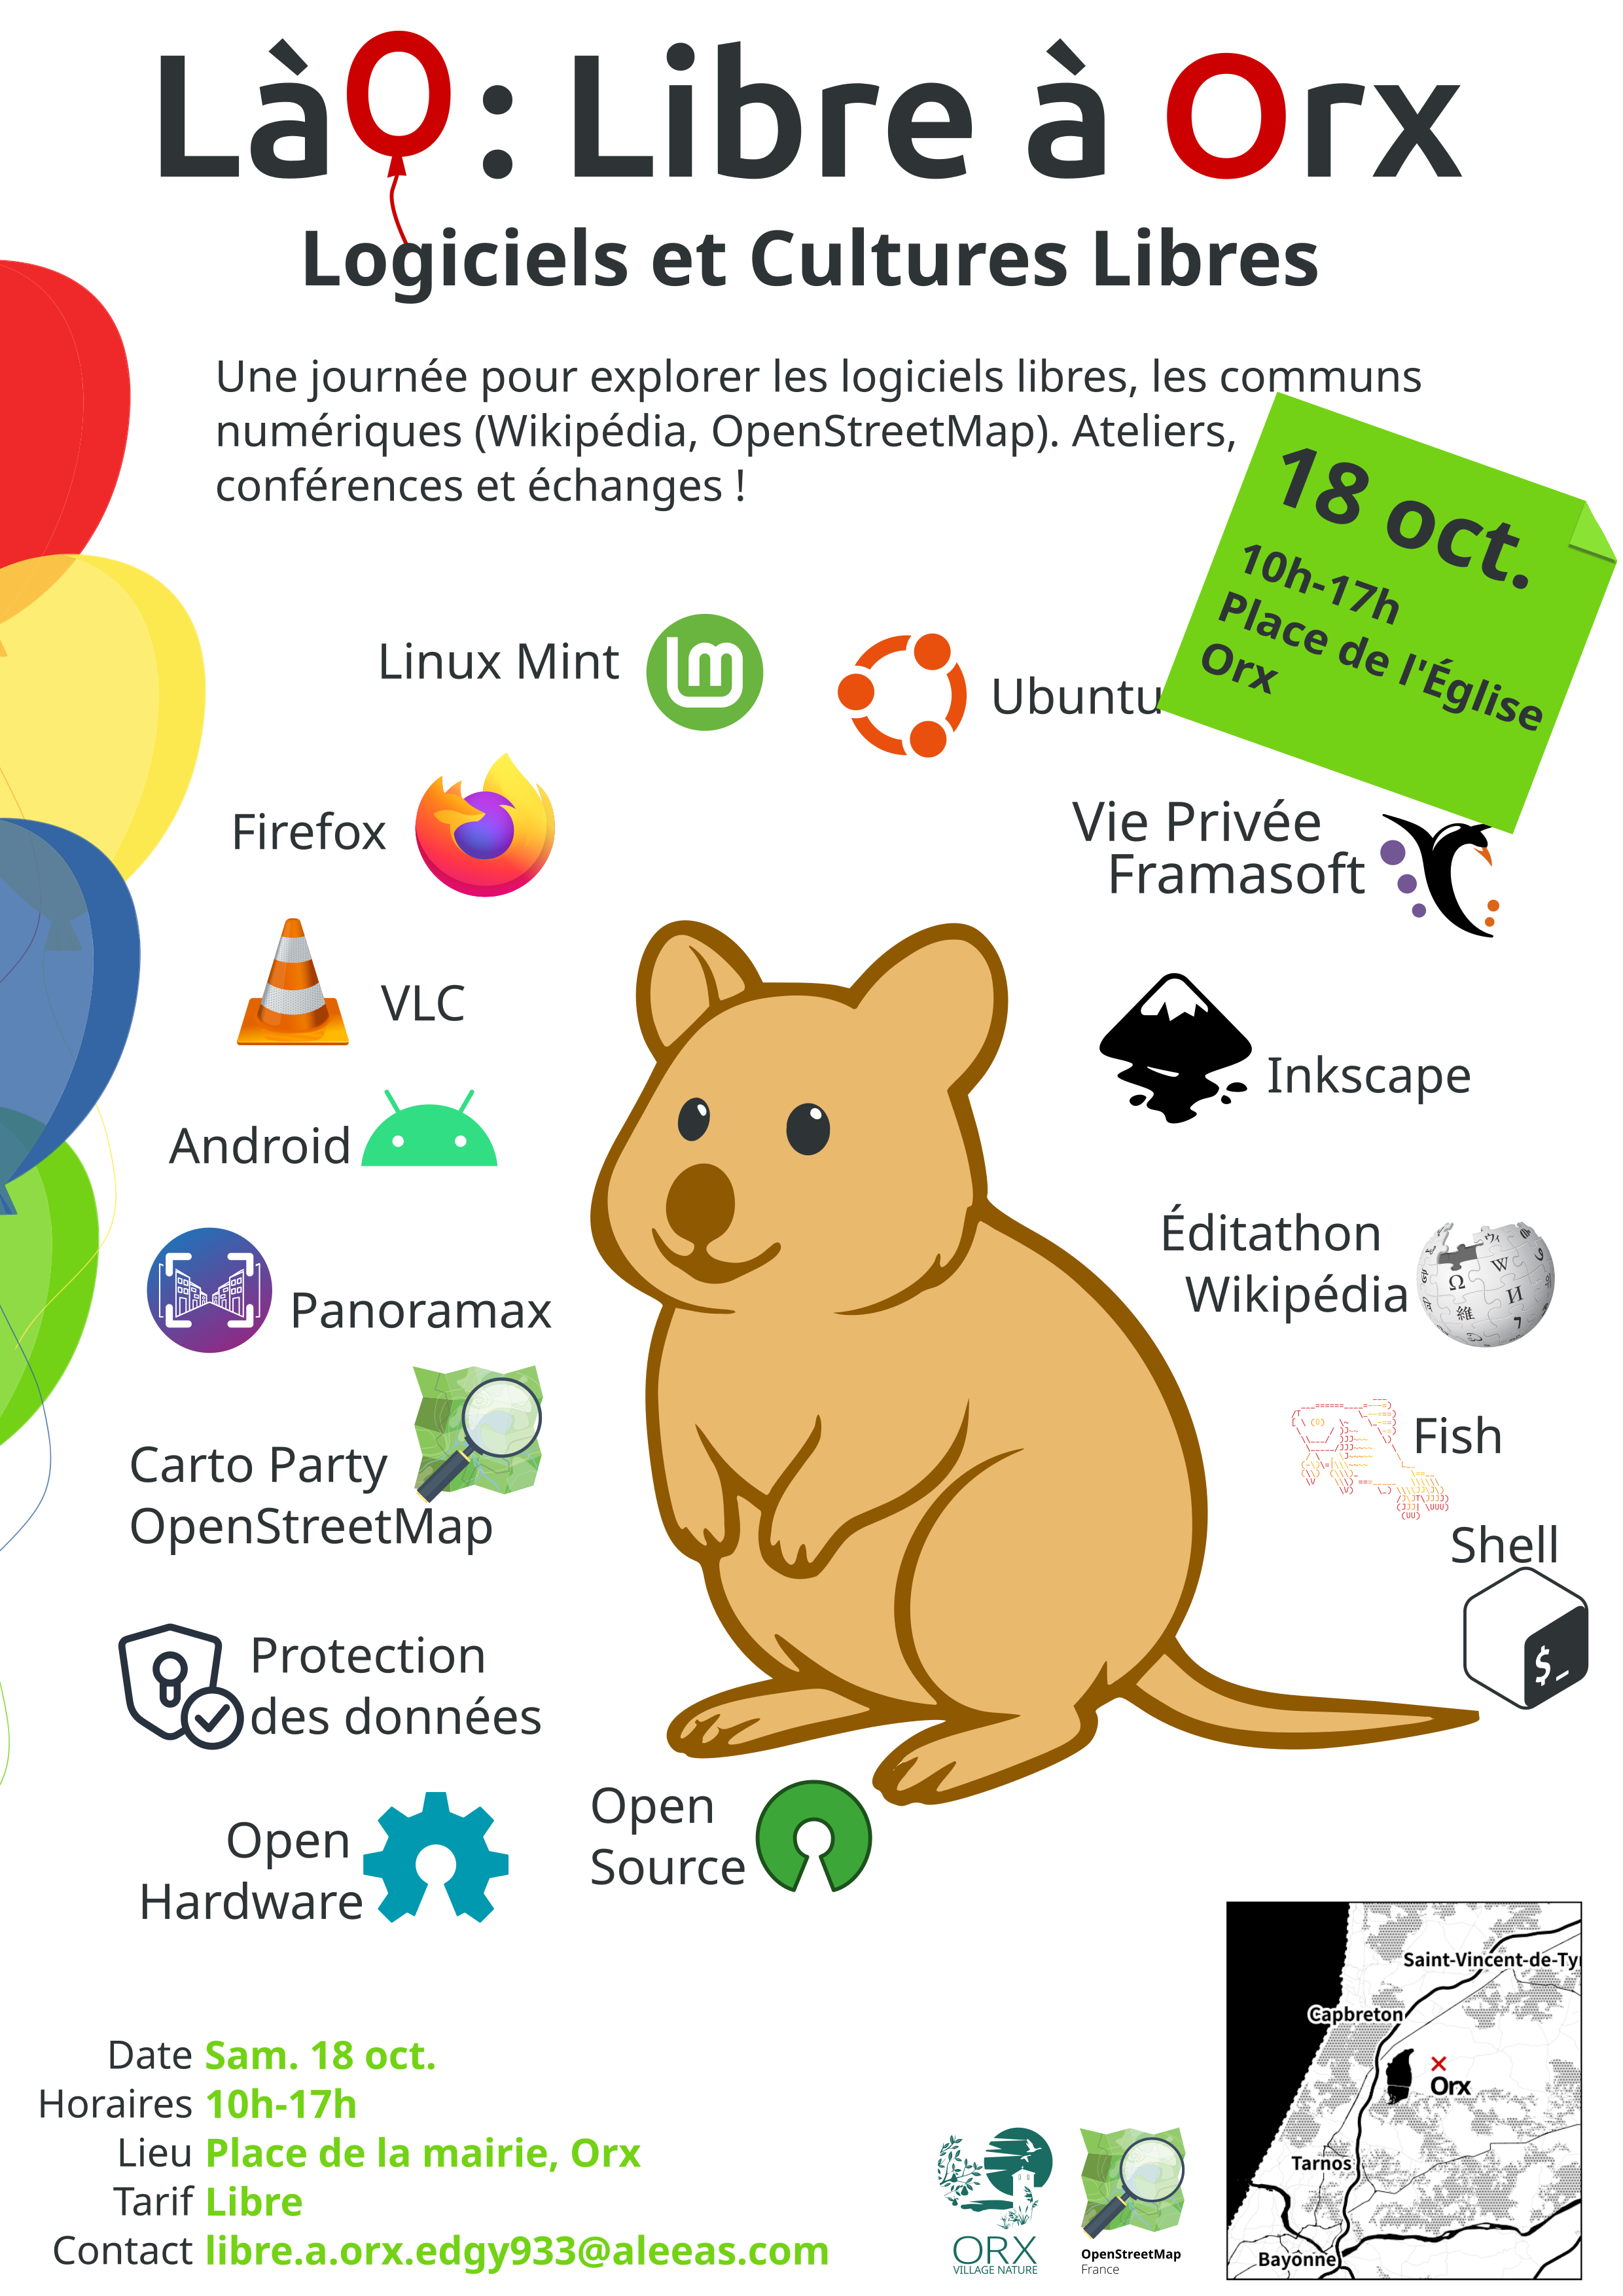 LàO : Libre à Orx
Logiciels et Cultures Libres
Une journée pour explorer les logiciels libres, les communs
numériques (Wikipédia, OpenStreetMap). Ateliers,
conférences et échanges !
18 oct.
10h-17h
Place de l'Église
Orx
Linux Mint
Ubuntu
Firefox
Vie Privée
Framasoft
VLC
Inkscape
Android
Éditathon
Wikipédia
Panoramax
Fish
Carto Party
OpenStreetMap
Shell
$_
Protection
des données
Open
Source
Open
Hardware
Saint-Vincent-de-Ty
Capbreton
Orx
Tarnos
Bayonne
Date Sam. 18 oct.
Horaires 10h-17h
Lieu Place de la mairie, Orx
Tarif Libre
Contact libre.a.orx.edgy933@aleeas.com
ORX
VILLAGE NATURE
OpenStreetMap
France